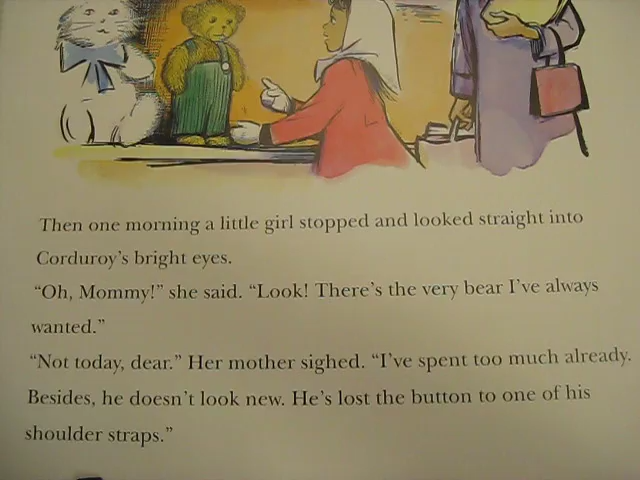 Then one morning a little girl stopped and looked straight into
Corduroy's bright eyes.
“Oh, Mommy!” she said. “Look! There's the very bear I've always
wanted.”
“Not today, dear.” Her mother sighed. “I've spent too much already.
Besides, he doesn't look new. He's lost the button to one of his
shoulder straps.”